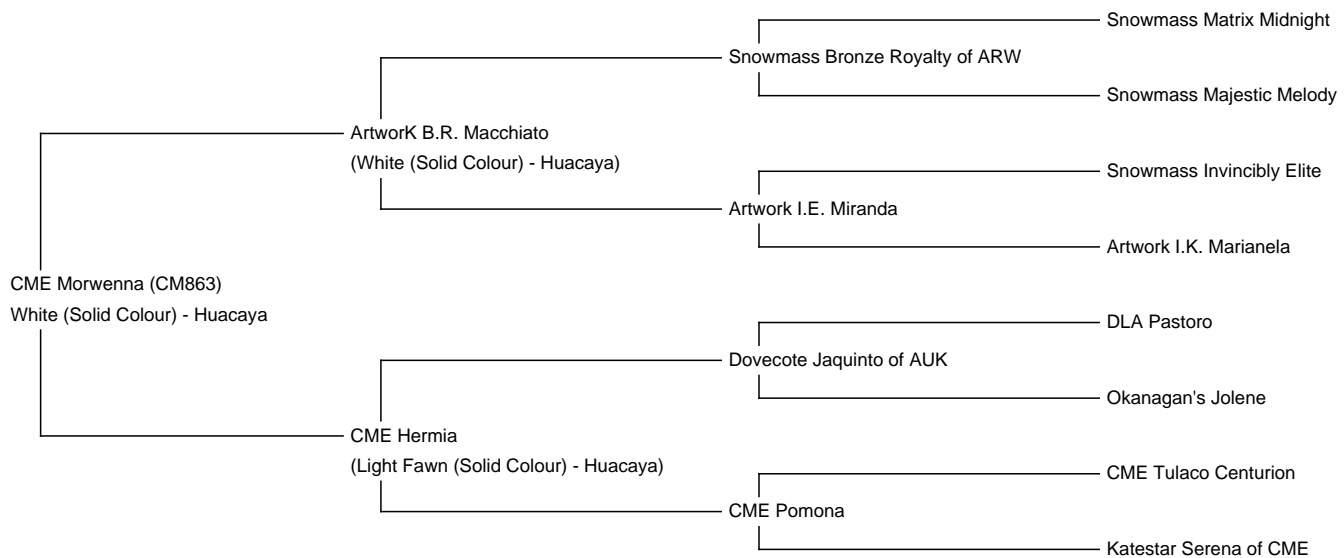 Snowmass Matrix Midnight
Snowmass Bronze Royalty of ARW
Snowmass Majestic Melody
ArtworK B.R. Macchiato
(White (Solid Colour) - Huacaya)
Snowmass Invincibly Elite
Artwork I.E. Miranda
Artwork I.K. Marianela
CME Morwenna (CM863)
White (Solid Colour) - Huacaya
DLA Pastoro
Dovecote Jaquinto of AUK
Okanagan's Jolene
CME Hermia
(Light Fawn (Solid Colour) - Huacaya)
CME Tulaco Centurion
CME Pomona
Katestar Serena of CME